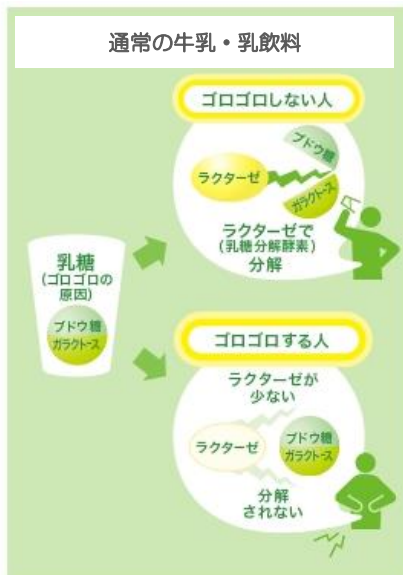 通常の牛乳・乳飲料
ゴロゴロしない人
ブドウ糖
ラクターゼ
ガラクトース
ラクターゼで
(乳糖分解酵素)
分解
乳糖
(ゴロゴロの
原因)
ブドウ糖
ガラクトース
ゴロゴロする人
ラクターゼが
少ない
ラクターゼ
ブドウ糖
ガラクトース
分解
されない